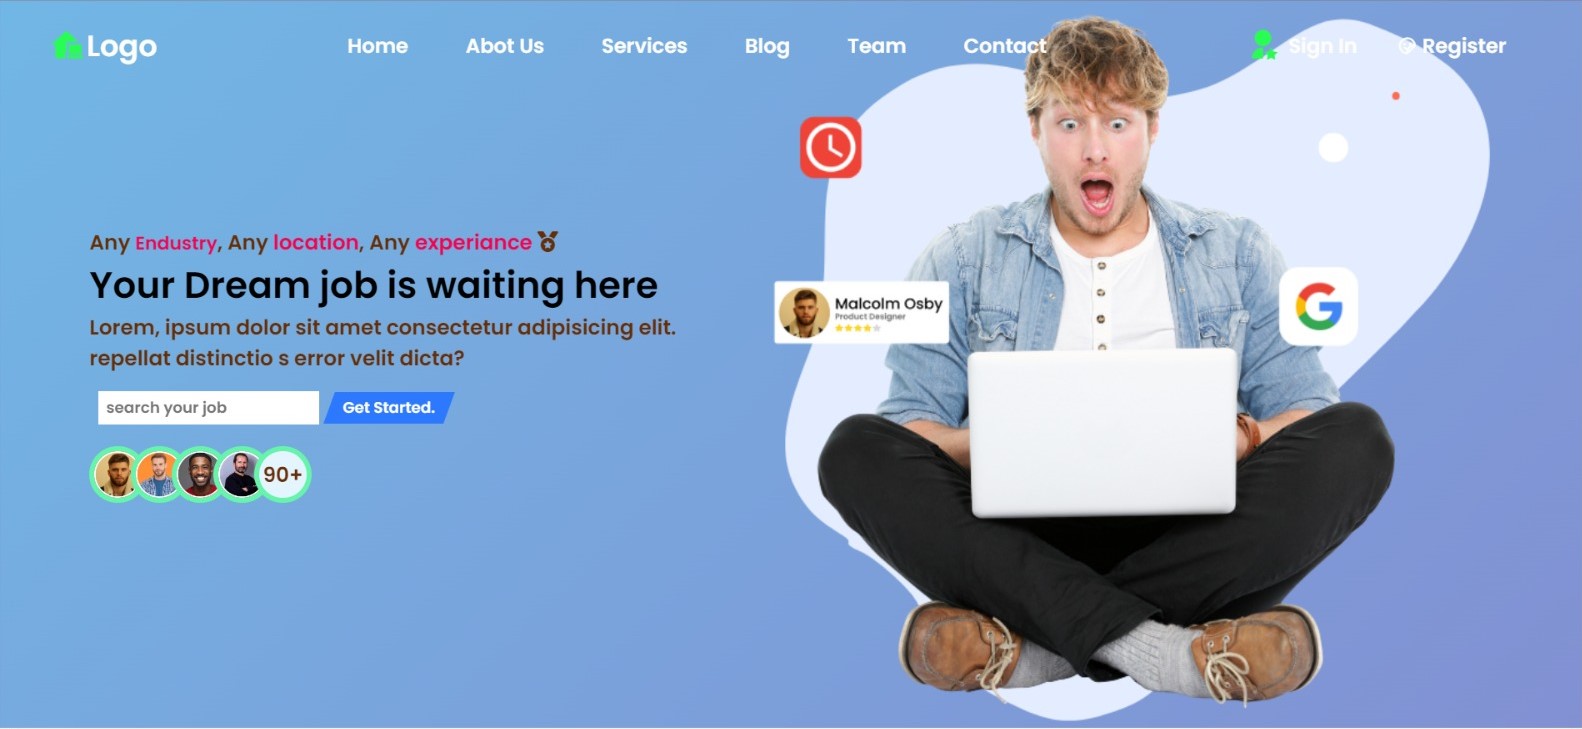 Logo
Home
Abot Us
Services
Blog
Team
Contact
Sign In
Register
Any Endustry, Any location, Any experiance
Your Dream job is waiting here
Lorem, ipsum dolor sit amet consectetur adipisicing elit.
repellat distinctio s error velit dicta?
search your job
Get Started.
90+
Malcolm Osby
Product Designer
G